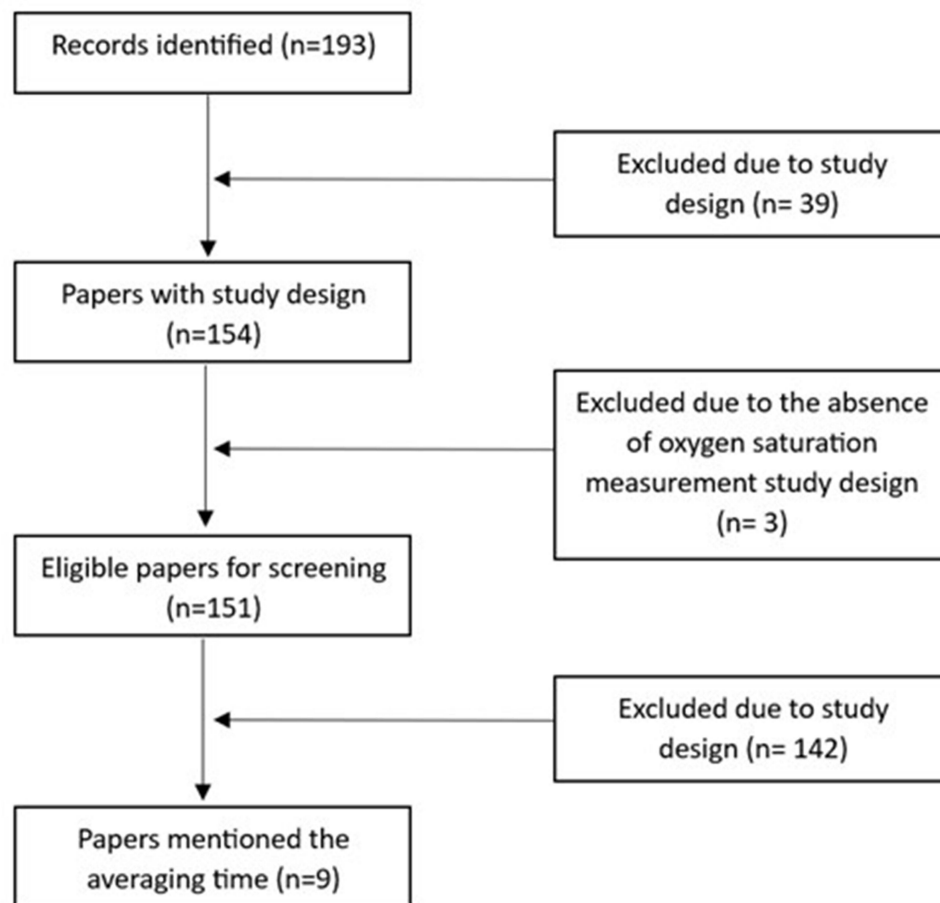 Records identified (n=193)
Excluded due to study
design (n= 39)
Papers with study design
(n=154)
Excluded due to the absence
of oxygen saturation
measurement study design
(n= 3)
Eligible papers for screening
(n=151)
Excluded due to study
design (n= 142)
Papers mentioned the
averaging time (n=9)